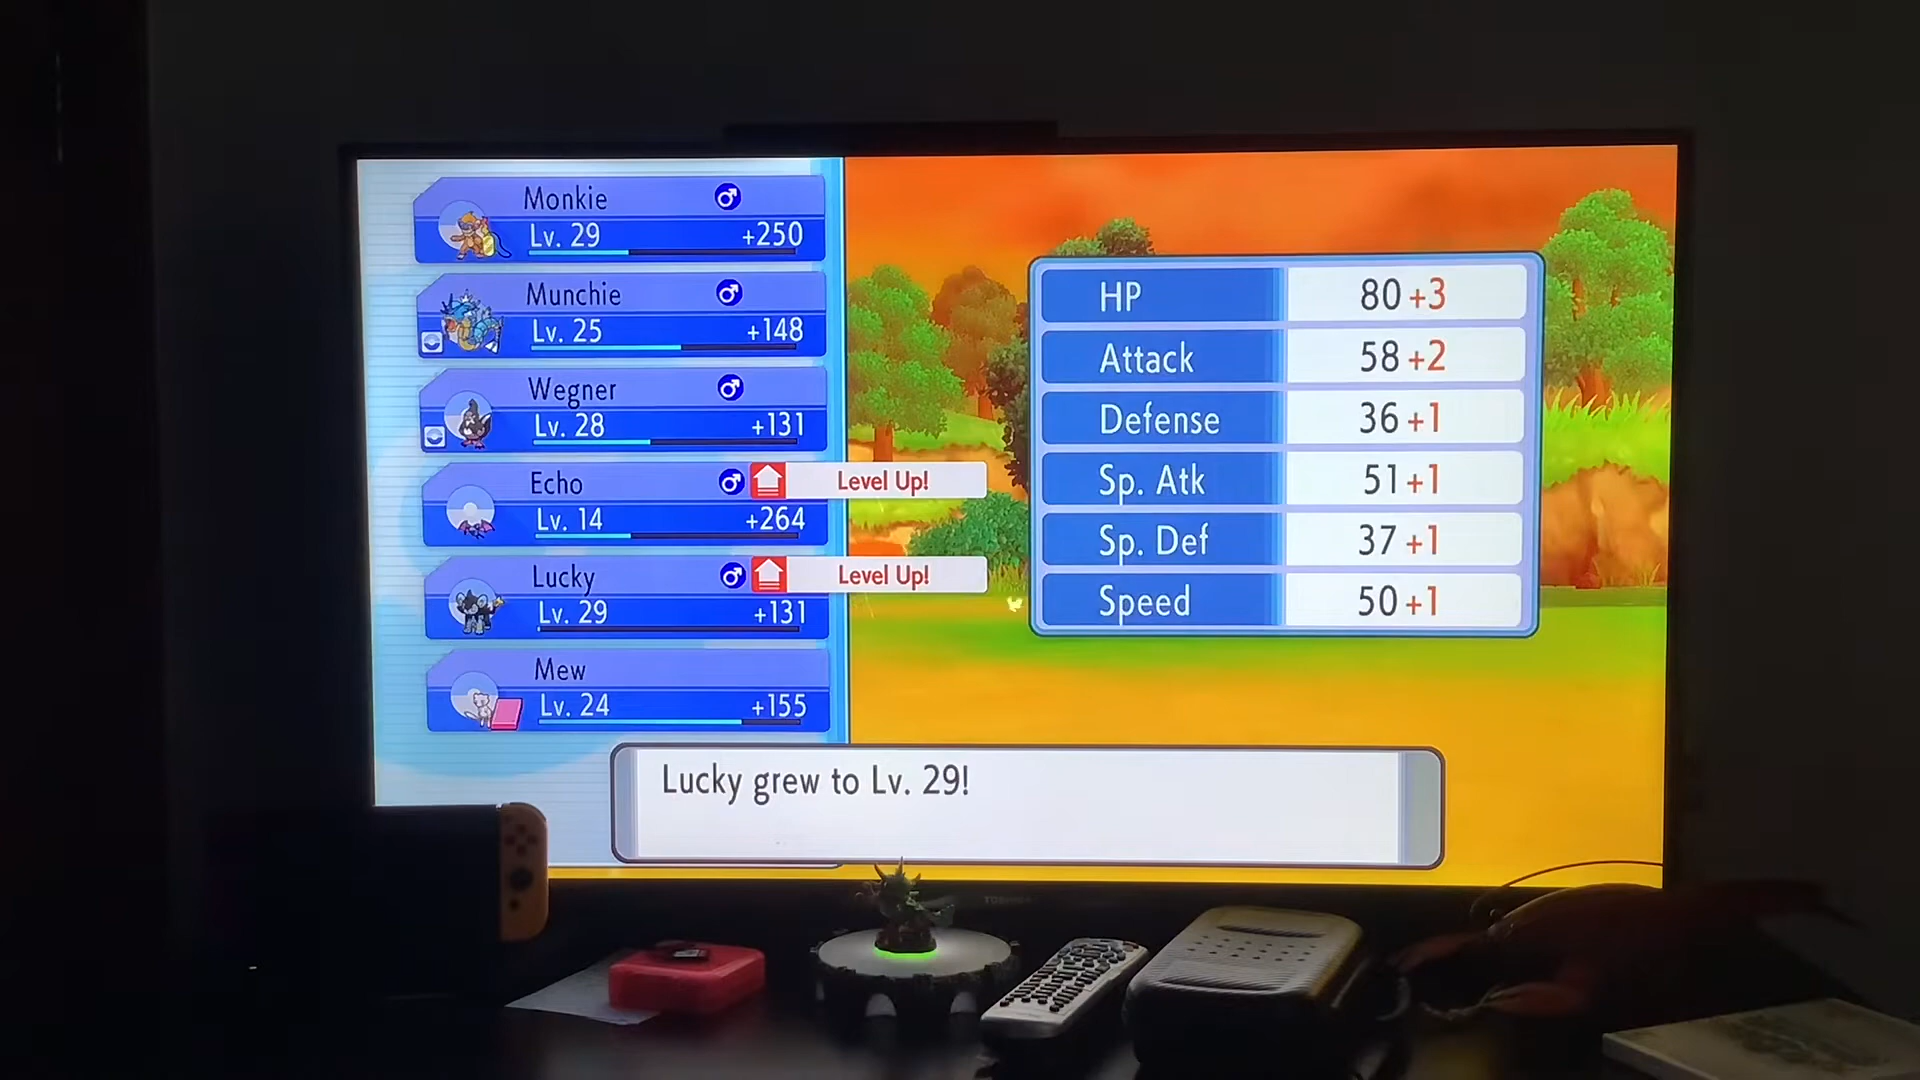 Monkie ♂
Lv. 29 +250
Munchie ♂
Lv. 25 +148
Wegner ♂
Lv. 28 +131
Echo ♂ Level Up!
Lv. 14 +264
Lucky ♂ Level Up!
Lv. 29 +131
Mew
Lv. 24 +155
HP 80 +3
Attack 58 +2
Defense 36 +1
Sp. Atk 51 +1
Sp. Def 37 +1
Speed 50 +1
Lucky grew to Lv. 29!
TOSHIBA